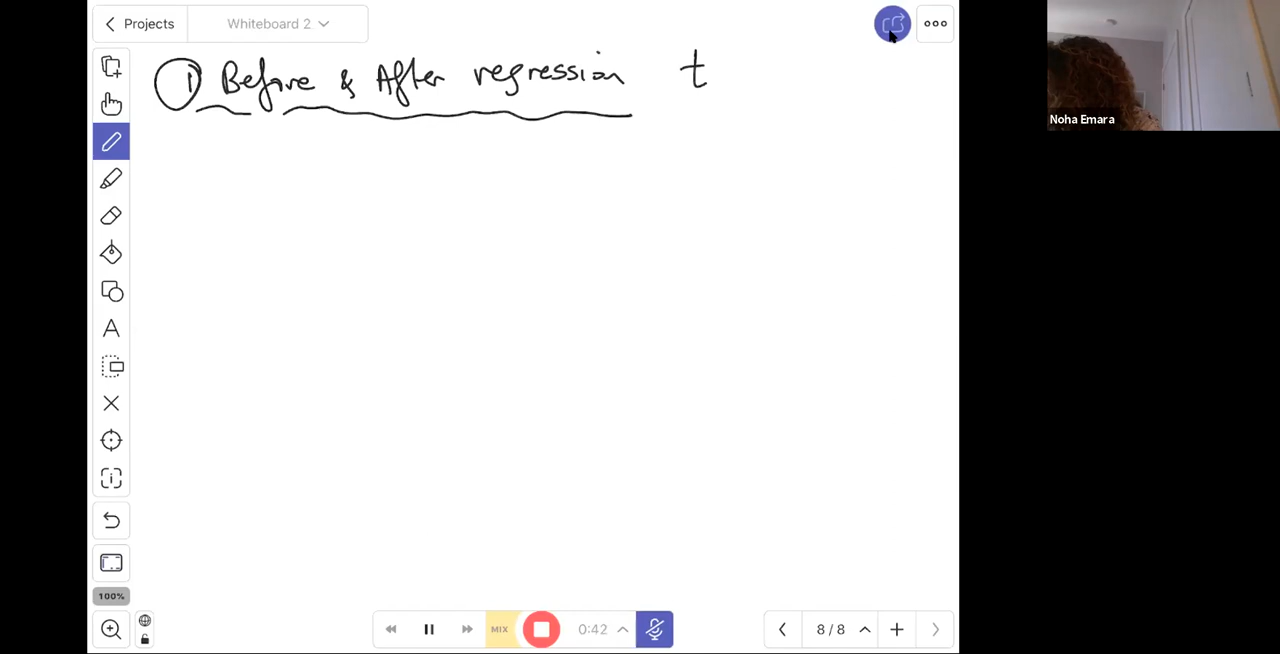 Projects
Whiteboard 2
① Before & After regression t
Noha Emara
A
100%
MIX
0:42
8 / 8